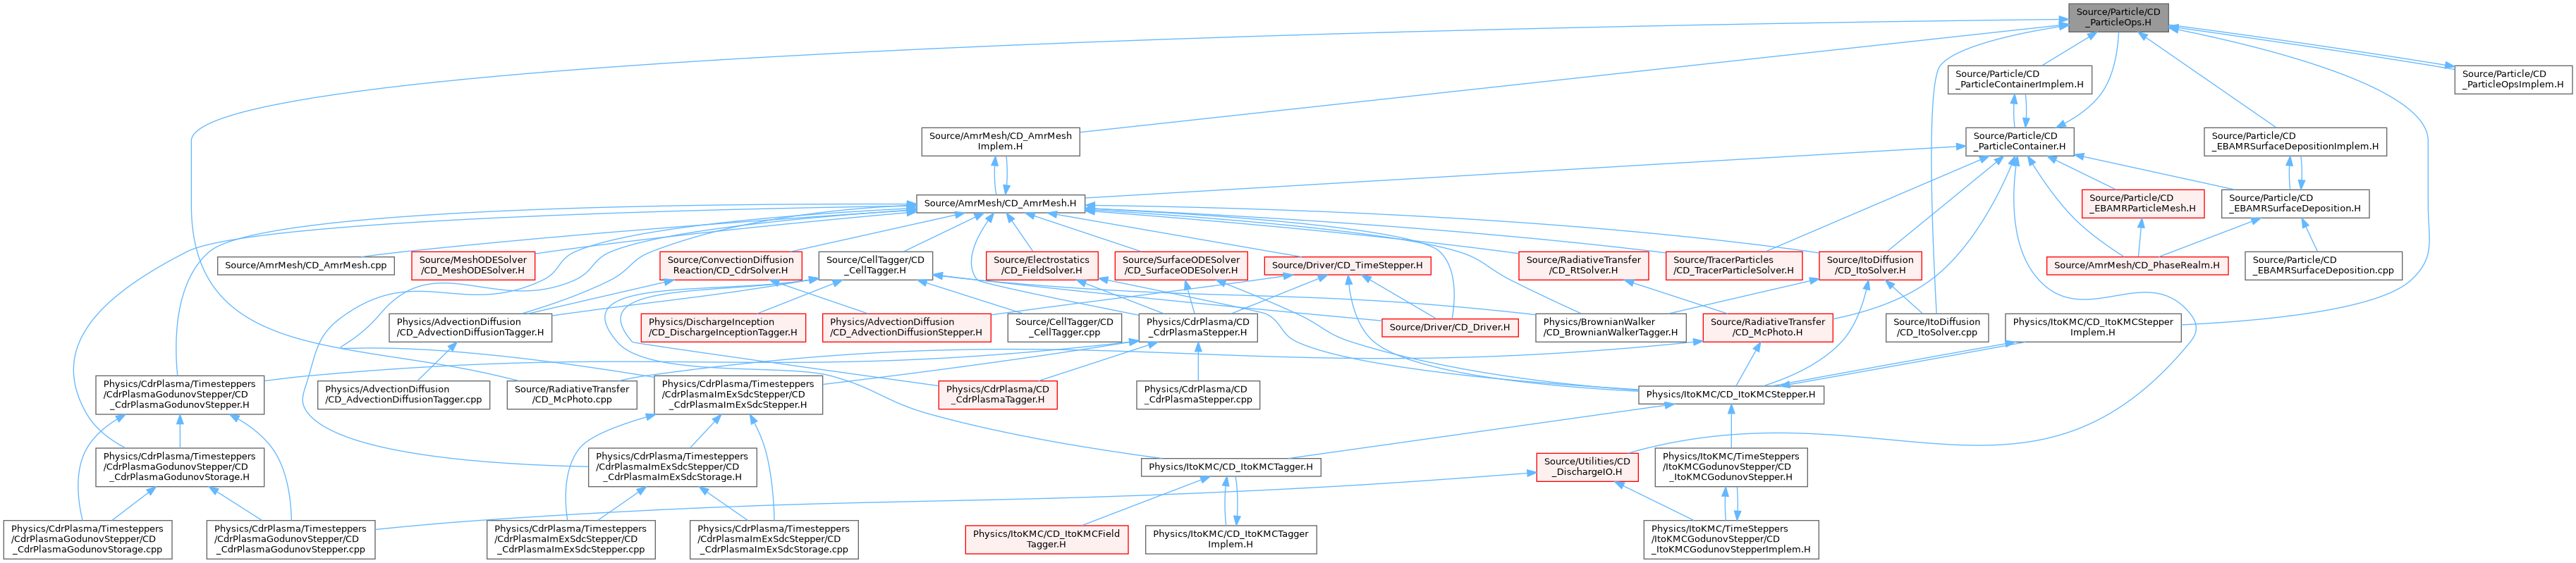 Source/Particle/CD
_ParticleOps.H
Source/Particle/CD
_ParticleContainerImplem.H
Source/Particle/CD
_ParticleOpsImplem.H
Source/AmrMesh/CD_AmrMesh
Implem.H
Source/Particle/CD
_ParticleContainer.H
Source/Particle/CD
_EBAMRSurfaceDepositionImplem.H
Source/AmrMesh/CD_AmrMesh.H
Source/Particle/CD
_EBAMRParticleMesh.H
Source/Particle/CD
_EBAMRSurfaceDeposition.H
Source/AmrMesh/CD_AmrMesh.cpp
Source/MeshODESolver
/CD_MeshODESolver.H
Source/ConvectionDiffusion
Reaction/CD_CdrSolver.H
Source/CellTagger/CD
_CellTagger.H
Source/Electrostatics
/CD_FieldSolver.H
Source/SurfaceODESolver
/CD_SurfaceODESolver.H
Source/Driver/CD_TimeStepper.H
Source/RadiativeTransfer
/CD_RtSolver.H
Source/TracerParticles
/CD_TracerParticleSolver.H
Source/ItoDiffusion
/CD_ItoSolver.H
Source/AmrMesh/CD_PhaseRealm.H
Source/Particle/CD
_EBAMRSurfaceDeposition.cpp
Physics/AdvectionDiffusion
/CD_AdvectionDiffusionTagger.H
Physics/DischargeInception
/CD_DischargeInceptionTagger.H
Physics/AdvectionDiffusion
/CD_AdvectionDiffusionStepper.H
Source/CellTagger/CD
_CellTagger.cpp
Physics/CdrPlasma/CD
_CdrPlasmaStepper.H
Source/Driver/CD_Driver.H
Physics/BrownianWalker
/CD_BrownianWalkerTagger.H
Source/RadiativeTransfer
/CD_McPhoto.H
Source/ItoDiffusion
/CD_ItoSolver.cpp
Physics/ItoKMC/CD_ItoKMCStepper
Implem.H
Physics/CdrPlasma/Timesteppers
/CdrPlasmaGodunovStepper/CD
_CdrPlasmaGodunovStepper.H
Physics/AdvectionDiffusion
/CD_AdvectionDiffusionTagger.cpp
Source/RadiativeTransfer
/CD_McPhoto.cpp
Physics/CdrPlasma/Timesteppers
/CdrPlasmaImExSdcStepper/CD
_CdrPlasmaImExSdcStepper.H
Physics/CdrPlasma/CD
_CdrPlasmaTagger.H
Physics/CdrPlasma/CD
_CdrPlasmaStepper.cpp
Physics/ItoKMC/CD_ItoKMCStepper.H
Physics/CdrPlasma/Timesteppers
/CdrPlasmaGodunovStepper/CD
_CdrPlasmaGodunovStorage.H
Physics/CdrPlasma/Timesteppers
/CdrPlasmaImExSdcStepper/CD
_CdrPlasmaImExSdcStorage.H
Physics/ItoKMC/CD_ItoKMCTagger.H
Source/Utilities/CD
_DischargeIO.H
Physics/ItoKMC/TimeSteppers
/ItoKMCGodunovStepper/CD
_ItoKMCGodunovStepper.H
Physics/CdrPlasma/Timesteppers
/CdrPlasmaGodunovStepper/CD
_CdrPlasmaGodunovStorage.cpp
Physics/CdrPlasma/Timesteppers
/CdrPlasmaGodunovStepper/CD
_CdrPlasmaGodunovStepper.cpp
Physics/CdrPlasma/Timesteppers
/CdrPlasmaImExSdcStepper/CD
_CdrPlasmaImExSdcStepper.cpp
Physics/CdrPlasma/Timesteppers
/CdrPlasmaImExSdcStepper/CD
_CdrPlasmaImExSdcStorage.cpp
Physics/ItoKMC/CD_ItoKMCField
Tagger.H
Physics/ItoKMC/CD_ItoKMCTagger
Implem.H
Physics/ItoKMC/TimeSteppers
/ItoKMCGodunovStepper/CD
_ItoKMCGodunovStepperImplem.H